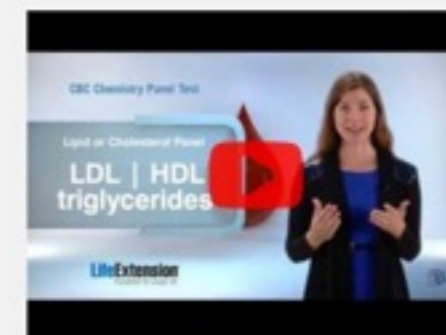 CBC Chemistry Panel Test
Lipid or Cholesterol Panel
LDL | HDL
triglycerides
LifeExtension